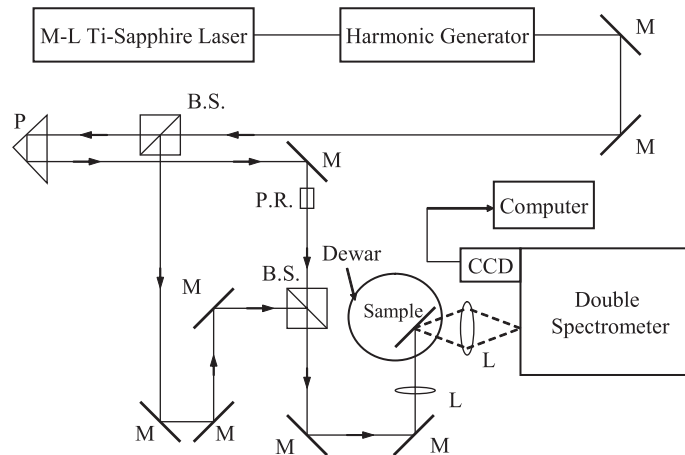 M-L Ti-Sapphire Laser
Harmonic Generator
M
B.S.
P
M
M
P.R.
Computer
Dewar
CCD
B.S.
M
Sample
Double
Spectrometer
L
L
M
M
M
M